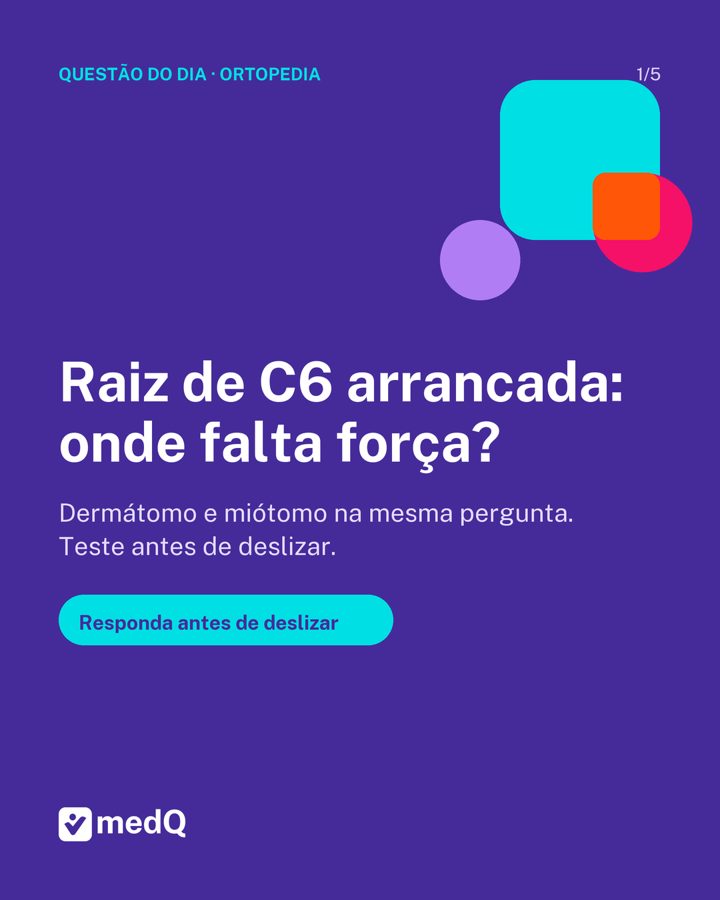 QUESTÃO DO DIA · ORTOPEDIA
1/5
Raiz de C6 arrancada:
onde falta força?
Dermátomo e miótomo na mesma pergunta.
Teste antes de deslizar.
Responda antes de deslizar
medQ